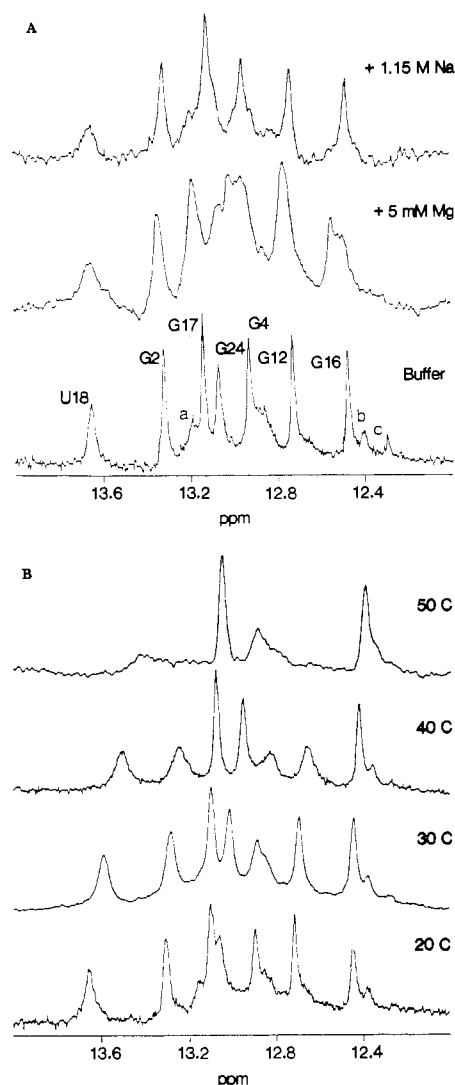 A
+ 1.15 M Na
+ 5 mM Mg
G17
G4
G2
G24
G12
G16
Buffer
U18
a
b
c
13.6
13.2
12.8
12.4
ppm
B
50 C
40 C
30 C
20 C
13.6
13.2
12.8
12.4
ppm